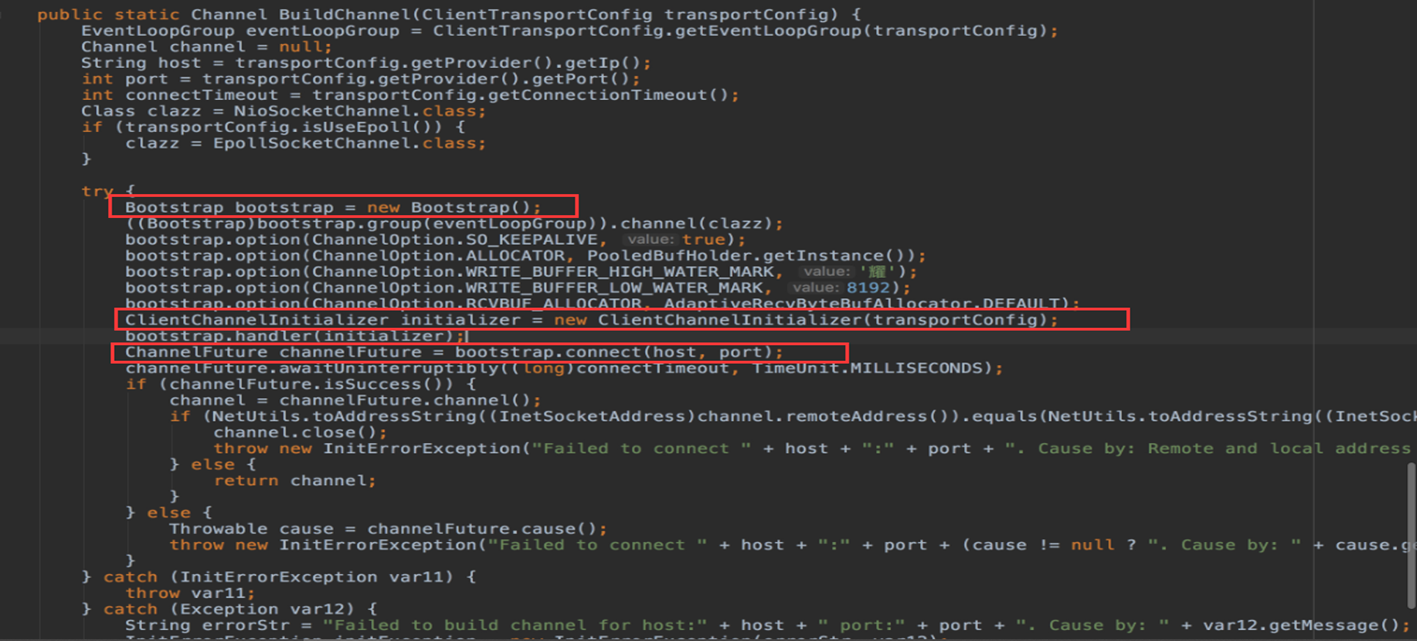 public static Channel BuildChannel(ClientTransportConfig transportConfig) {
    EventLoopGroup eventLoopGroup = ClientTransportConfig.getEventLoopGroup(transportConfig);
    Channel channel = null;
    String host = transportConfig.getProvider().getIp();
    int port = transportConfig.getProvider().getPort();
    int connectTimeout = transportConfig.getConnectionTimeout();
    Class clazz = NioSocketChannel.class;
    if (transportConfig.isUseEpoll()) {
        clazz = EpollSocketChannel.class;
    }
    try {
        Bootstrap bootstrap = new Bootstrap();
        ((Bootstrap)bootstrap.group(eventLoopGroup)).channel(clazz);
        bootstrap.option(ChannelOption.SO_KEEPALIVE, value: true);
        bootstrap.option(ChannelOption.ALLOCATOR, PooledBufHolder.getInstance());
        bootstrap.option(ChannelOption.WRITE_BUFFER_HIGH_WATER_MARK, value: '耀');
        bootstrap.option(ChannelOption.WRITE_BUFFER_LOW_WATER_MARK, value: 8192);
        bootstrap.option(ChannelOption.RCVBUF_ALLOCATOR, AdaptiveRecvByteBufAllocator.DEFAULT);
        ClientChannelInitializer initializer = new ClientChannelInitializer(transportConfig);
        bootstrap.handler(initializer);
        ChannelFuture channelFuture = bootstrap.connect(host, port);
        channelFuture.awaitUninterruptibly((long)connectTimeout, TimeUnit.MILLISECONDS);
        if (channelFuture.isSuccess()) {
            channel = channelFuture.channel();
            if (NetUtils.toAddressString((InetSocketAddress)channel.remoteAddress()).equals(NetUtils.toAddressString((InetSock
                channel.close();
                throw new InitErrorException("Failed to connect " + host + ":" + port + ". Cause by: Remote and local address
            } else {
                return channel;
            }
        } else {
            Throwable cause = channelFuture.cause();
            throw new InitErrorException("Failed to connect " + host + ":" + port + (cause != null ? ". Cause by: " + cause.ge
        }
    } catch (InitErrorException var11) {
        throw var11;
    } catch (Exception var12) {
        String errorStr = "Failed to build channel for host:" + host + " port:" + port + ". Cause by: " + var12.getMessage();
        InitErrorException initException = new InitErrorException(errorStr, var12);